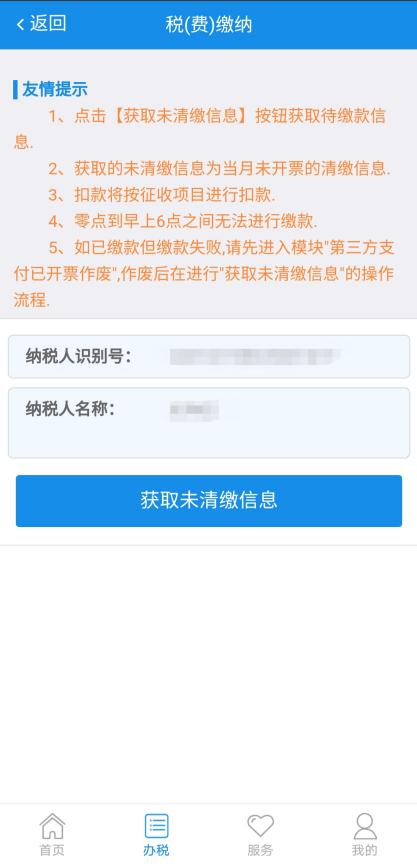 返回
税(费)缴纳
友情提示
1、点击【获取未清缴信息】按钮获取待缴款信
息.
2、获取的未清缴信息为当月未开票的清缴信息.
3、扣款将按征收项目进行扣款.
4、零点到早上6点之间无法进行缴款.
5、如已缴款但缴款失败,请先进入模块"第三方支
付已开票作废",作废后在进行"获取未清缴信息"的操作
流程.
纳税人识别号：
纳税人名称：
获取未清缴信息
首页
办税
服务
我的